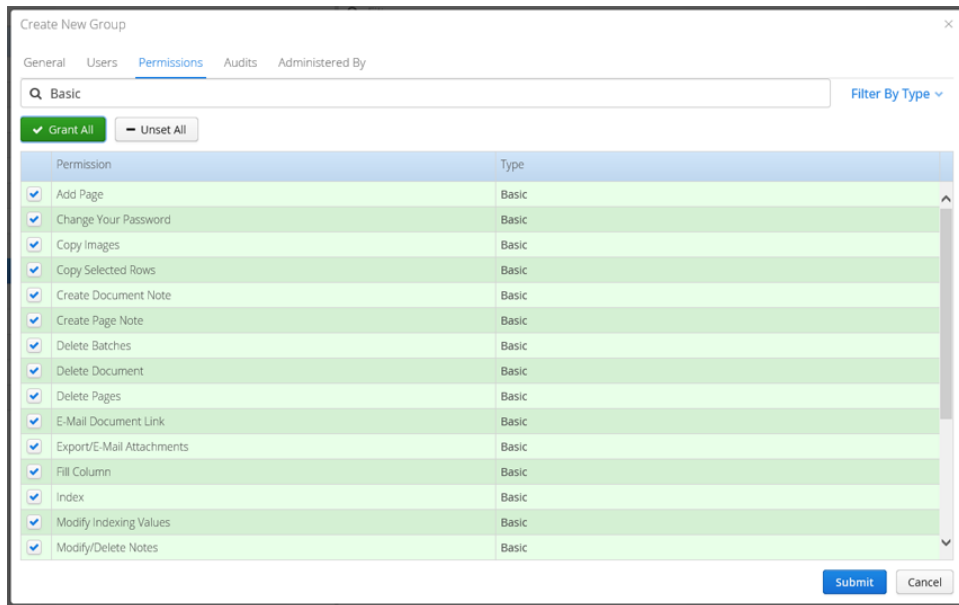 Create New Group
General Users Permissions Audits Administered By
Basic Filter By Type
Grant All Unset All
Permission Type
Add Page Basic
Change Your Password Basic
Copy Images Basic
Copy Selected Rows Basic
Create Document Note Basic
Create Page Note Basic
Delete Batches Basic
Delete Document Basic
Delete Pages Basic
E-Mail Document Link Basic
Export/E-Mail Attachments Basic
Fill Column Basic
Index Basic
Modify Indexing Values Basic
Modify/Delete Notes Basic
Submit Cancel